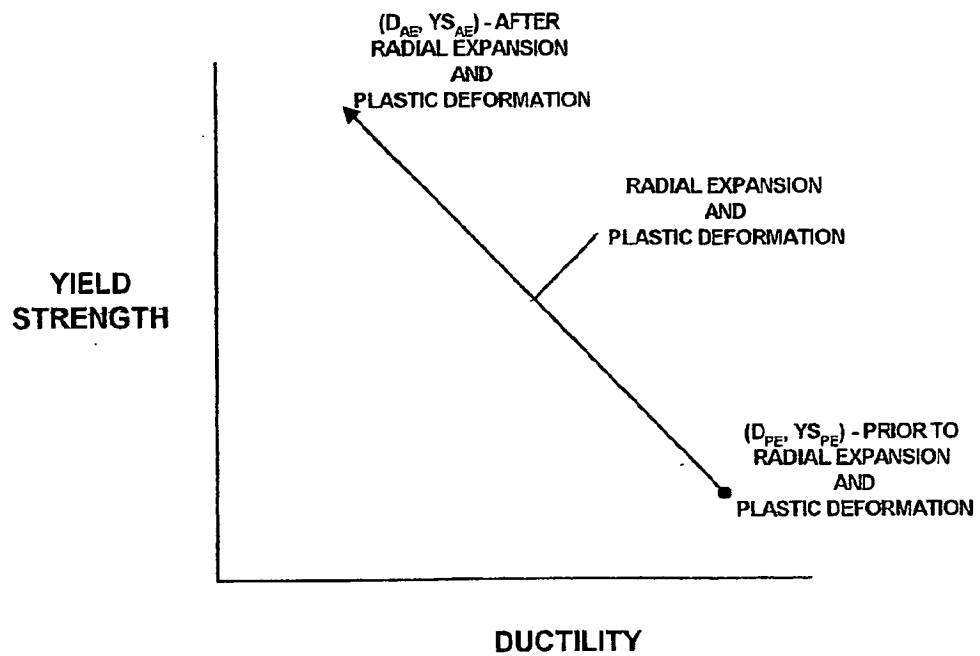 (D_AE, YS_AE) - AFTER
RADIAL EXPANSION
AND
PLASTIC DEFORMATION
RADIAL EXPANSION
AND
PLASTIC DEFORMATION
YIELD
STRENGTH
(D_PE, YS_PE) - PRIOR TO
RADIAL EXPANSION
AND
PLASTIC DEFORMATION
DUCTILITY